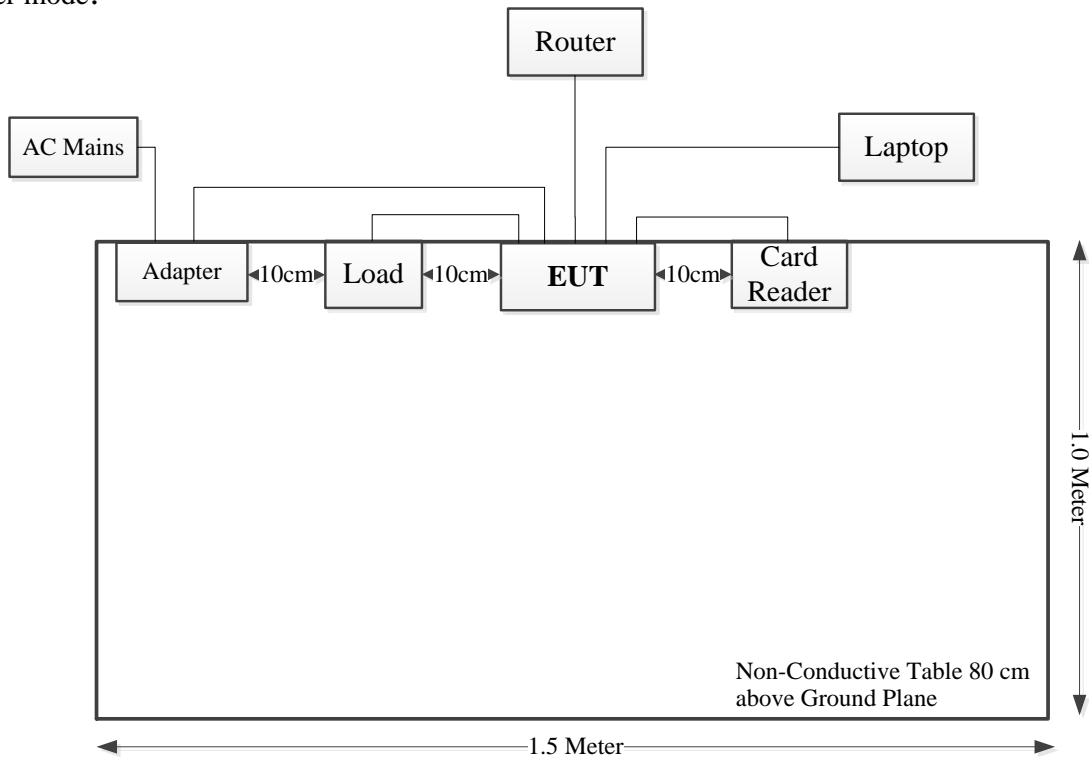 er mode:
Router
AC Mains
Laptop
Adapter
10cm
Load
10cm
EUT
10cm
Card
Reader
1.0 Meter
Non-Conductive Table 80 cm
above Ground Plane
1.5 Meter